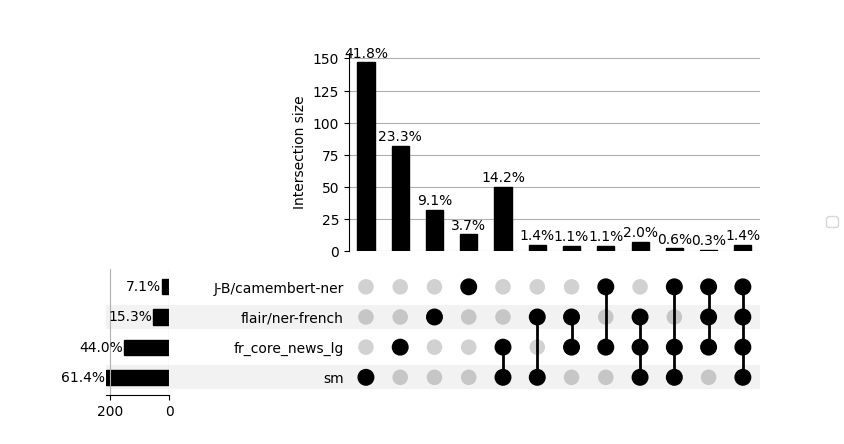 41.8%
150
125
23.3%
100
75
14.2%
50
9.1%
25
3.7%
1.4% 1.1% 1.1% 2.0% 0.6% 0.3% 1.4%
0
Intersection size
7.1% J-B/camembert-ner
15.3% flair/ner-french
44.0% fr_core_news_lg
61.4% sm
200 0